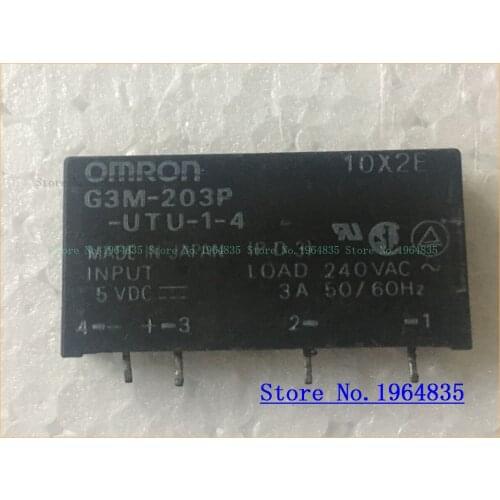 OMRON 10X2E
G3M-203P
-UTU-1-4
INPUT LOAD 240VAC ~
5 VDC 3A 50/60Hz
4– +–3 2– –1
Store No.1964835